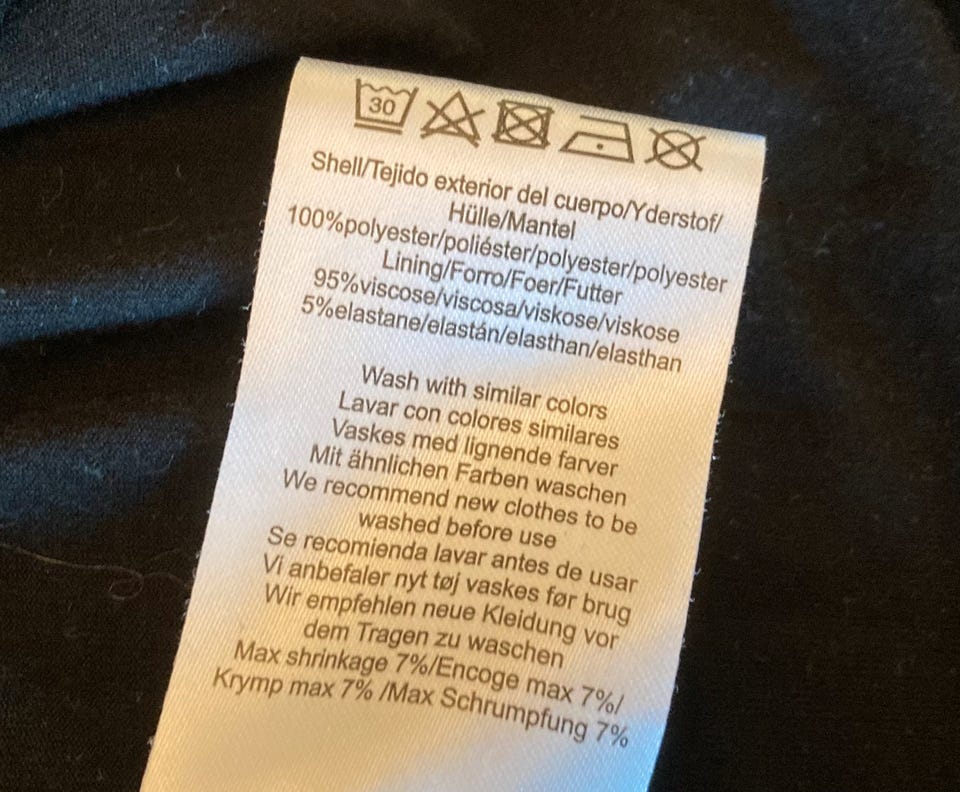 30
Shell/Tejido exterior del cuerpo/Yderstof/
Hülle/Mantel
100%polyester/poliéster/polyester/polyester
Lining/Forro/Foer/Futter
95%viscose/viscosa/viskose/viskose
5%elastane/elastán/elasthan/elasthan
Wash with similar colors
Lavar con colores similares
Vaskes med lignende farver
Mit ähnlichen Farben waschen
We recommend new clothes to be
washed before use
Se recomienda lavar antes de usar
Vi anbefaler nyt tøj vaskes før brug
Wir empfehlen neue Kleidung vor
dem Tragen zu waschen
Max shrinkage 7%/Encoge max 7%/
Krymp max 7% /Max Schrumpfung 7%